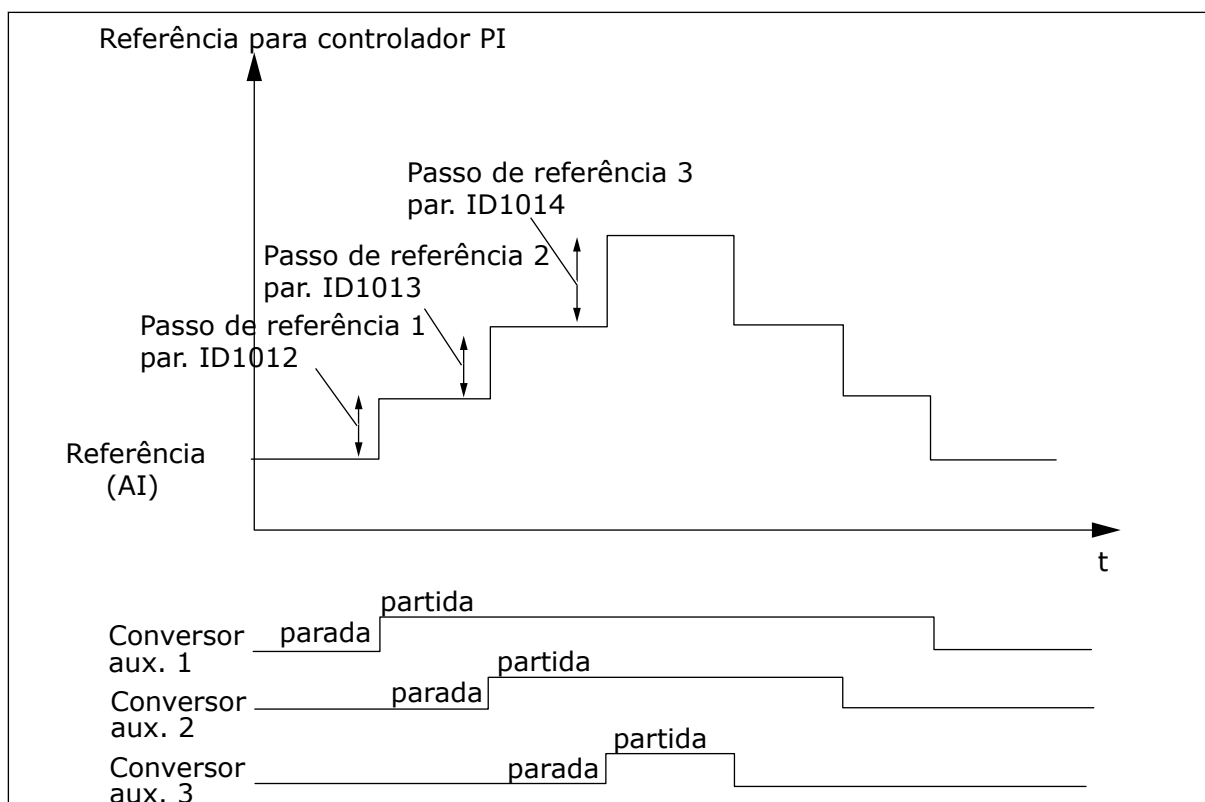 Referência para controlador PI
Passo de referência 3
par. ID1014
Passo de referência 2
par. ID1013
Passo de referência 1
par. ID1012
Referência
(AI)
t
partida
parada
Conversor
aux. 1
partida
parada
Conversor
aux. 2
partida
parada
Conversor
aux. 3